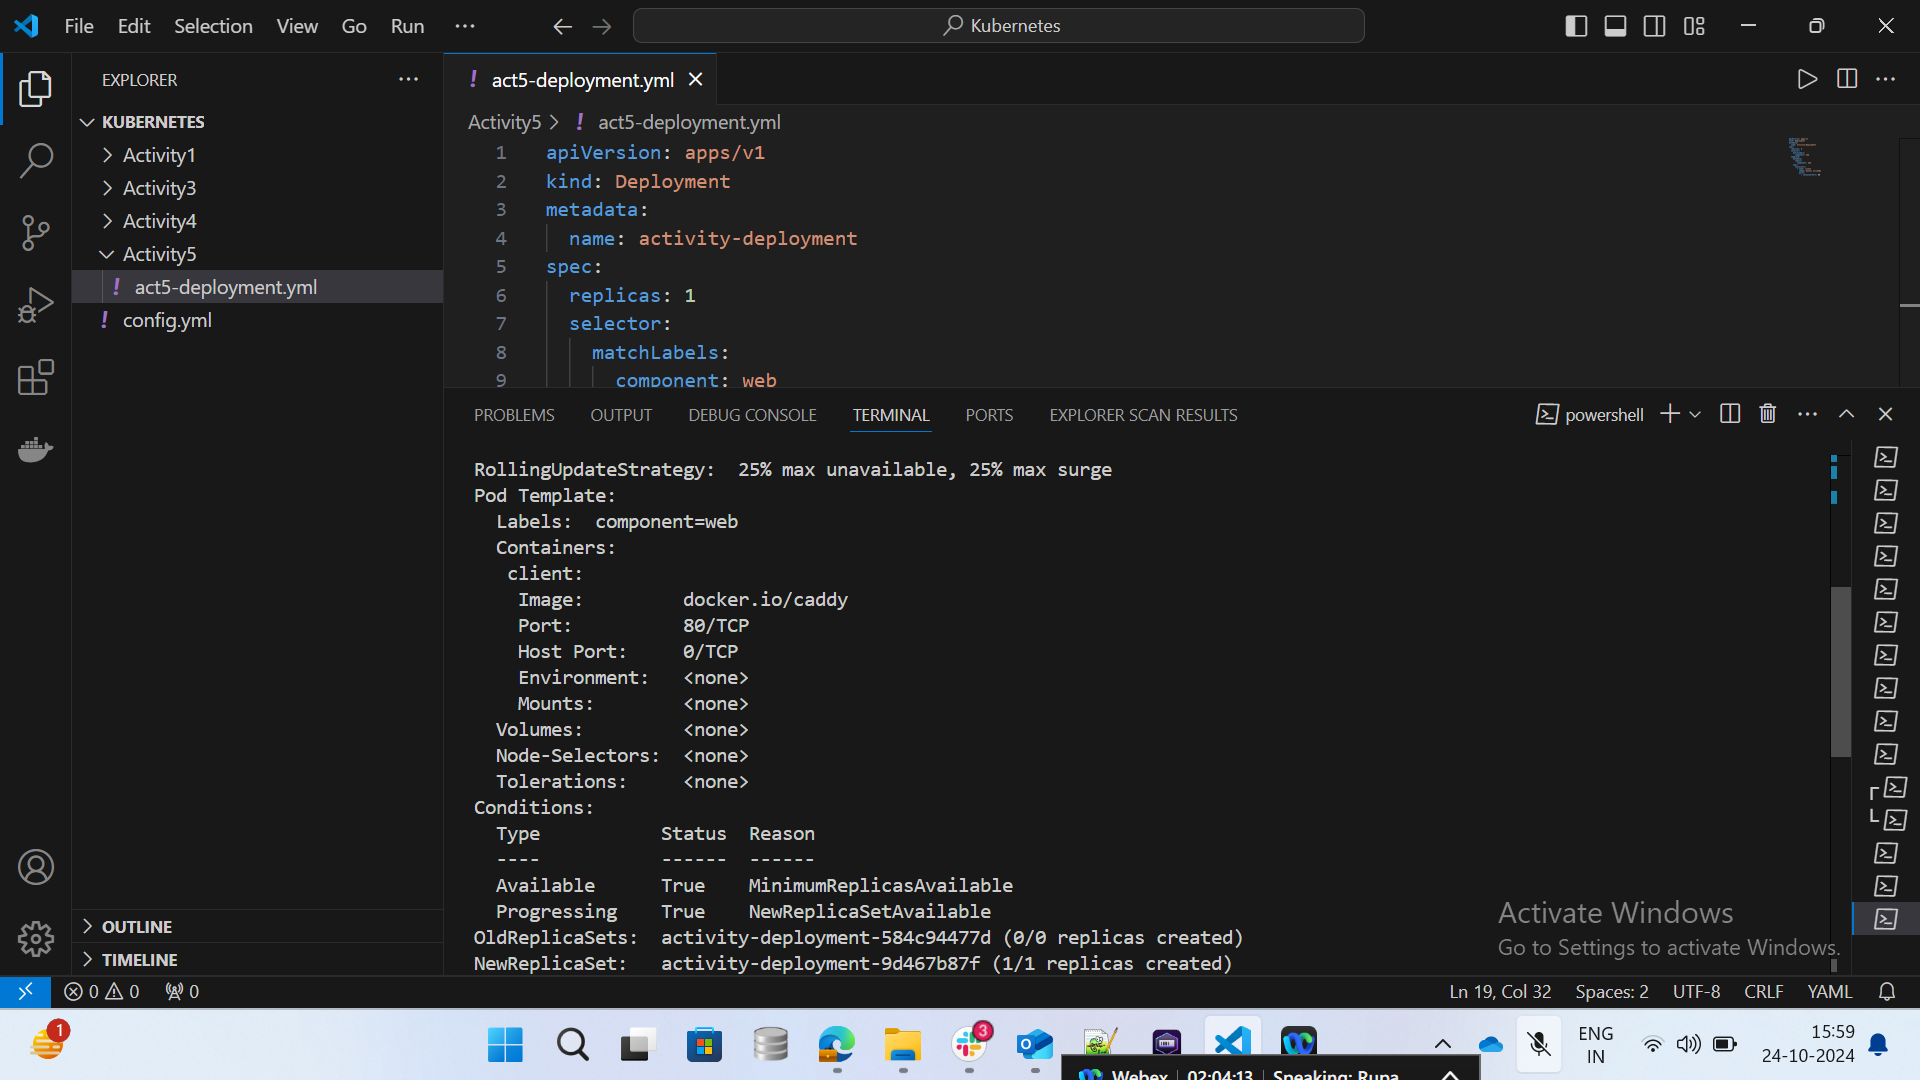 File Edit Selection View Go Run ···
Kubernetes
EXPLORER
KUBERNETES
Activity1
Activity3
Activity4
Activity5
! act5-deployment.yml
! config.yml
OUTLINE
TIMELINE
! act5-deployment.yml
Activity5 > ! act5-deployment.yml
1 apiVersion: apps/v1
2 kind: Deployment
3 metadata:
4 name: activity-deployment
5 spec:
6 replicas: 1
7 selector:
8 matchLabels:
9 component: web
PROBLEMS OUTPUT DEBUG CONSOLE TERMINAL PORTS EXPLORER SCAN RESULTS
powershell
RollingUpdateStrategy: 25% max unavailable, 25% max surge
Pod Template:
Labels: component=web
Containers:
client:
Image: docker.io/caddy
Port: 80/TCP
Host Port: 0/TCP
Environment: <none>
Mounts: <none>
Volumes: <none>
Node-Selectors: <none>
Tolerations: <none>
Conditions:
Type Status Reason
---- ------ ------
Available True MinimumReplicasAvailable
Progressing True NewReplicaSetAvailable
OldReplicaSets: activity-deployment-584c94477d (0/0 replicas created)
NewReplicaSet: activity-deployment-9d467b87f (1/1 replicas created)
Activate Windows
Go to Settings to activate Windows.
0 0 0
Ln 19, Col 32 Spaces: 2 UTF-8 CRLF YAML
1
3
ENG
IN
15:59
24-10-2024
Webex 02:04:13 Speaking: Rupa